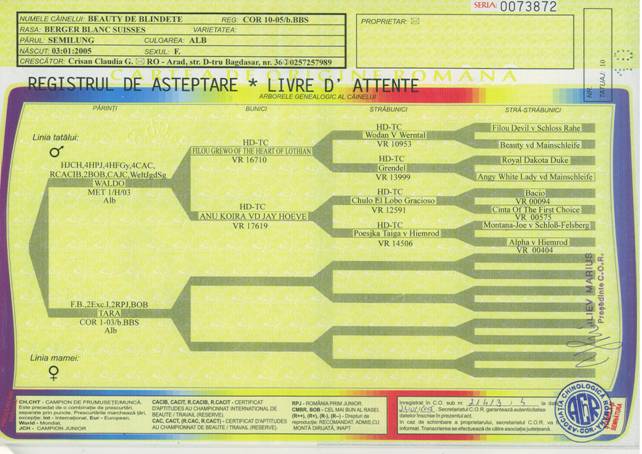 SERIA: 0073872
NUMELE CÂINELUI: BEAUTY DE BLINDETE REG: COR 10-05/b.BBS
RASA: BERGER BLANC SUISSES VARIETATEA:
PĂRUL SEMILUNG CULOAREA: ALB
NĂSCUT: 03:01:2005 SEXUL: F.
CRESCĂTOR: Crisan Claudia G. RO - Arad, str. D-tru Bagdasar, nr. 36 0257257989
PROPRIETAR:
NR.
TATUAJ: 10
CARTEA DE ORIGINE ROMÂNĂ
REGISTRUL DE ASTEPTARE * LIVRE D' ATTENTE
ARBORELE GENEALOGIC AL CÂINELUI
PĂRINȚI BUNICI STRĂBUNICI STRĂ-STRĂBUNICI
Linia tatălui:
HJCH,4HPJ,4HFGy,4CAC,
RCACIB,2BOB,CAJC,WeltJgdSg
WALDO
MET 1/H/03
Alb
HD-TC
FILOU GREWO OF THE HEART OF LOTHIAN
VR 16710
HD-TC
ANU KOIRA VD JAY HOEVE
VR 17619
HD-TC
Wodan V Werntal
VR 10953
HD-TC
Grendel
VR 13999
HD-TC
Chulo El Lobo Gracioso
VR 12591
HD-TC
Poesjka Taiga v Hiemrod
VR 14506
Filou Devil v Schloss Rahe
Beauty vd Mainschleife
Royal Dakota Duke
Angy White Lady vd Mainschleife
Bacio
VR 00094
Cinta Of The First Choice
VR 00575
Montana-Joe v Schloß-Felsberg
Alpha v Hiemrod
VR 00404
F.B.,2Exc.J,2RPJ,BOB
TARA
COR 1-03/b.BBS
Alb
Linia mamei:
ILIEV MARIUS
Președinte C.O.R.
CH,CHT - CAMPION DE FRUMUSEȚE/MUNCĂ.
Este precedat de o combinație de prescurtări,
separate prin puncte. Prescurtările marchează țări,
excepție: Int - Internațional, Eur - European,
World - Mondial,
JCH - CAMPION JUNIOR
CACIB, CACIT, R.CACIB, R.CACIT - CERTIFICAT
D'APTITUDES AU CHAMPIONNAT INTERNATIONAL DE
BEAUTE / TRAVAIL (RESERVE).
CAC, CACT, (R.CAC, R.CACT) - CERTIFICAT D'APTITUDES
AU CHAMPIONNAT DE BEAUTE / TRAVAIL (RESERVE).
RPJ - ROMÂNIA PRIM JUNIOR.
CMBR, BOB - CEL MAI BUN AL RASEI.
(R++), (R+), (R-), (R-) - Drepturi de
reproducție: RECOMANDAT, ADMIS, CU
MONTĂ DIRIJATĂ, INAPT
Înregistrat în C.O. sub nr. la data
Secretariatul C.O.R. garantează autenticitatea
datelor înscrise în prezentul act.
În caz de schimbare a proprietarului, secretariatul C.O.R. va
fi informat. Transcrierea se efectuează de către asociația județeană.
ASOCIAȚIA CHINOLOGICĂ
AChR
SEMNĂTURA